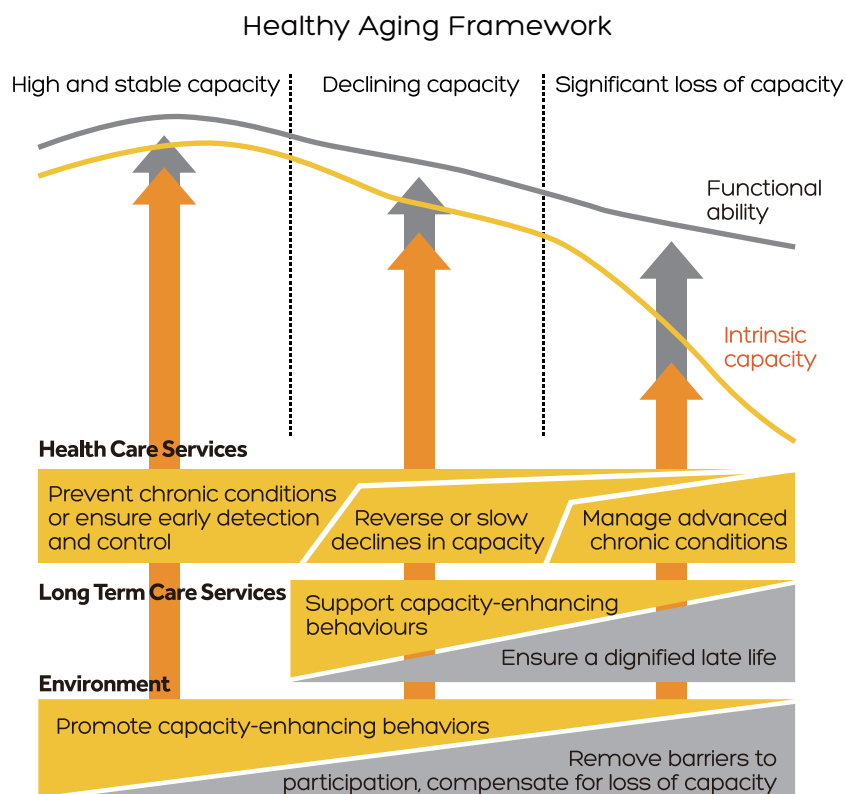 Healthy Aging Framework
High and stable capacity
Declining capacity
Significant loss of capacity
Functional
ability
Intrinsic
capacity
Health Care Services
Prevent chronic conditions
or ensure early detection
and control
Reverse or slow
declines in capacity
Manage advanced
chronic conditions
Long Term Care Services
Support capacity-enhancing
behaviours
Ensure a dignified late life
Environment
Promote capacity-enhancing behaviors
Remove barriers to
participation, compensate for loss of capacity